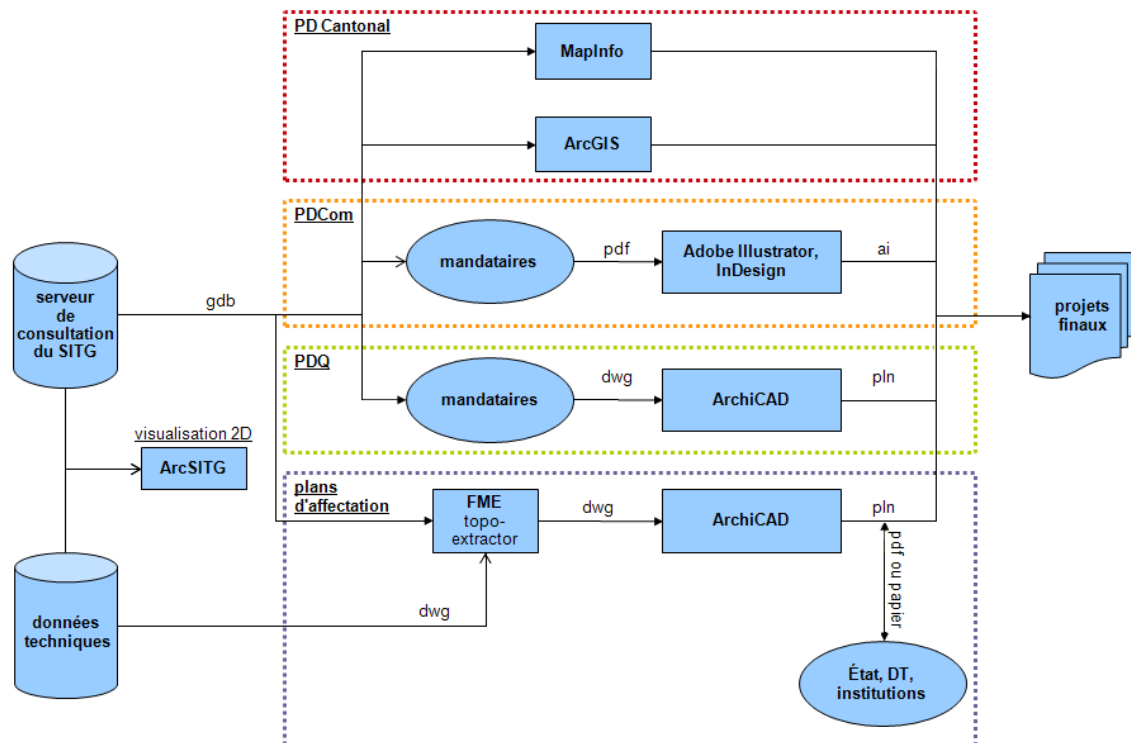 PD Cantonal
MapInfo
ArcGIS
PDCom
mandataires
pdf
Adobe Illustrator,
InDesign
ai
serveur
de
consultation
du SITG
gdb
projets
finaux
PDQ
mandataires
dwg
ArchiCAD
pln
visualisation 2D
ArcSITG
plans
d'affectation
FME
topo-
extractor
dwg
ArchiCAD
pln
pdf ou papier
données
techniques
dwg
État, DT,
institutions